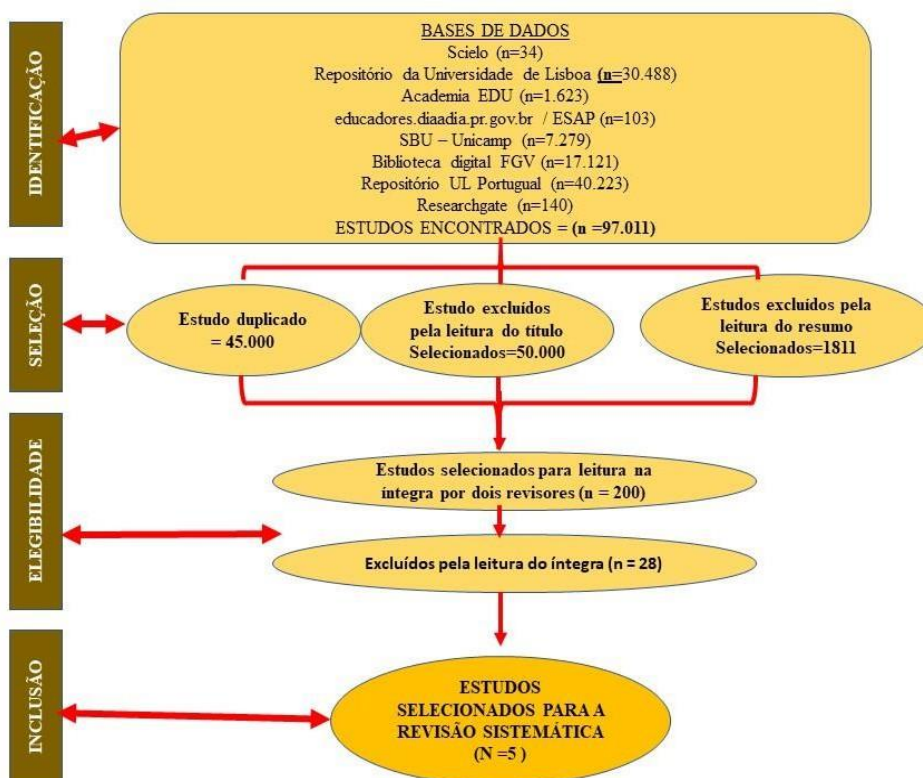 IDENTIFICAÇÃO
BASES DE DADOS
Scielo (n=34)
Repositório da Universidade de Lisboa (n=30.488)
Academia EDU (n=1.623)
educadores.diaadia.pr.gov.br / ESAP (n=103)
SBU – Unicamp (n=7.279)
Biblioteca digital FGV (n=17.121)
Repositório UL Portugual (n=40.223)
Researchgate (n=140)
ESTUDOS ENCONTRADOS = (n =97.011)
SELEÇÃO
Estudo duplicado
= 45.000
Estudo excluídos
pela leitura do título
Selecionados=50.000
Estudos excluídos pela
leitura do resumo
Selecionados=1811
ELEGIBILIDADE
Estudos selecionados para leitura na
íntegra por dois revisores (n = 200)
Excluídos pela leitura do íntegra (n = 28)
INCLUSÃO
ESTUDOS
SELECIONADOS PARA A
REVISÃO SISTEMÁTICA
(N =5 )